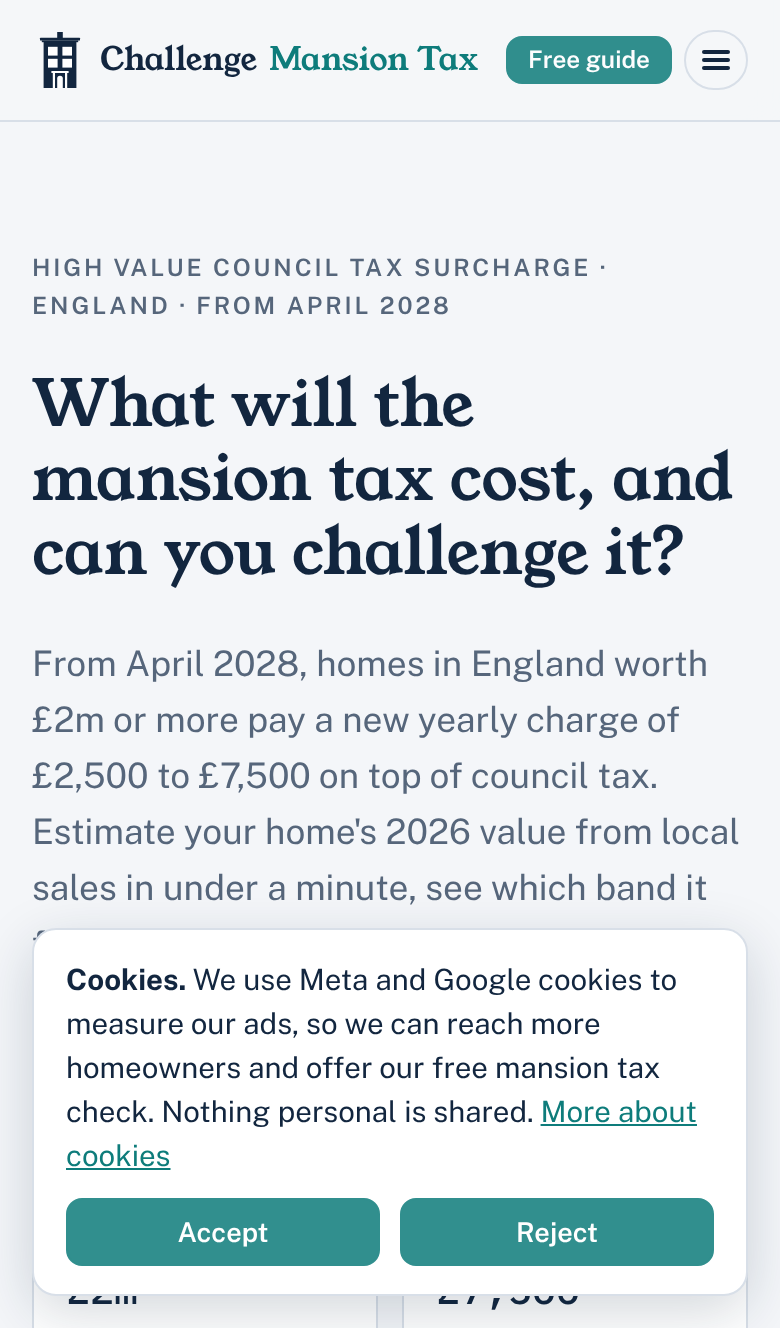 Challenge Mansion Tax
Free guide
HIGH VALUE COUNCIL TAX SURCHARGE ·
ENGLAND · FROM APRIL 2028
What will the
mansion tax cost, and
can you challenge it?
From April 2028, homes in England worth
£2m or more pay a new yearly charge of
£2,500 to £7,500 on top of council tax.
Estimate your home's 2026 value from local
sales in under a minute, see which band it
Cookies. We use Meta and Google cookies to
measure our ads, so we can reach more
homeowners and offer our free mansion tax
check. Nothing personal is shared. More about
cookies
Accept
Reject
£2m
£7,500